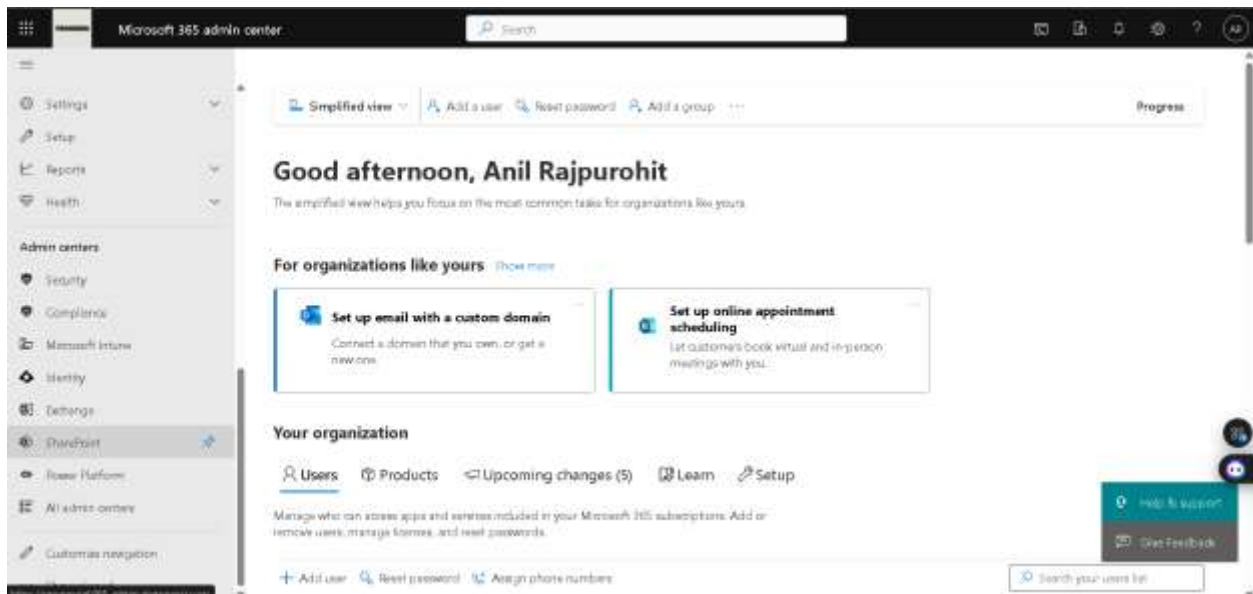 Microsoft 365 admin center
Search
AR
Settings
Setup
Reports
Health
Admin centers
Security
Compliance
Microsoft Intune
Identity
Exchange
SharePoint
Power Platform
All admin centers
Customize navigation
Simplified view
Add a user
Reset password
Add a group
Progress
Good afternoon, Anil Rajpurohit
The simplified view helps you focus on the most common tasks for organizations like yours.
For organizations like yours Show more
Set up email with a custom domain
Connect a domain that you own, or get a
new one.
Set up online appointment
scheduling
Let customers book virtual and in-person
meetings with you.
Your organization
Users
Products
Upcoming changes (5)
Learn
Setup
Manage who can access apps and services included in your Microsoft 365 subscriptions. Add or
remove users, manage licenses, and reset passwords.
Add user
Reset password
Assign phone numbers
Search your users list
Help & support
Give Feedback